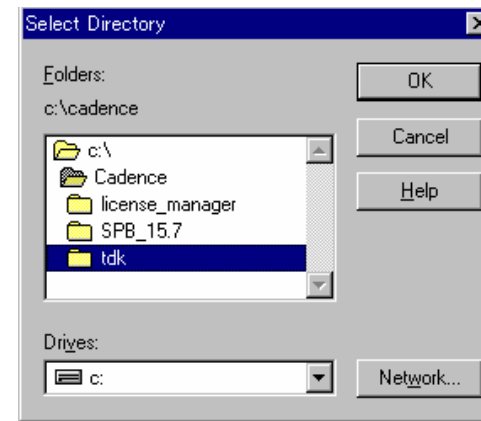 Select Directory
Folders:
c:\cadence
c:\
Cadence
license_manager
SPB_15.7
tdk
Drives:
c:
OK
Cancel
Help
Network...